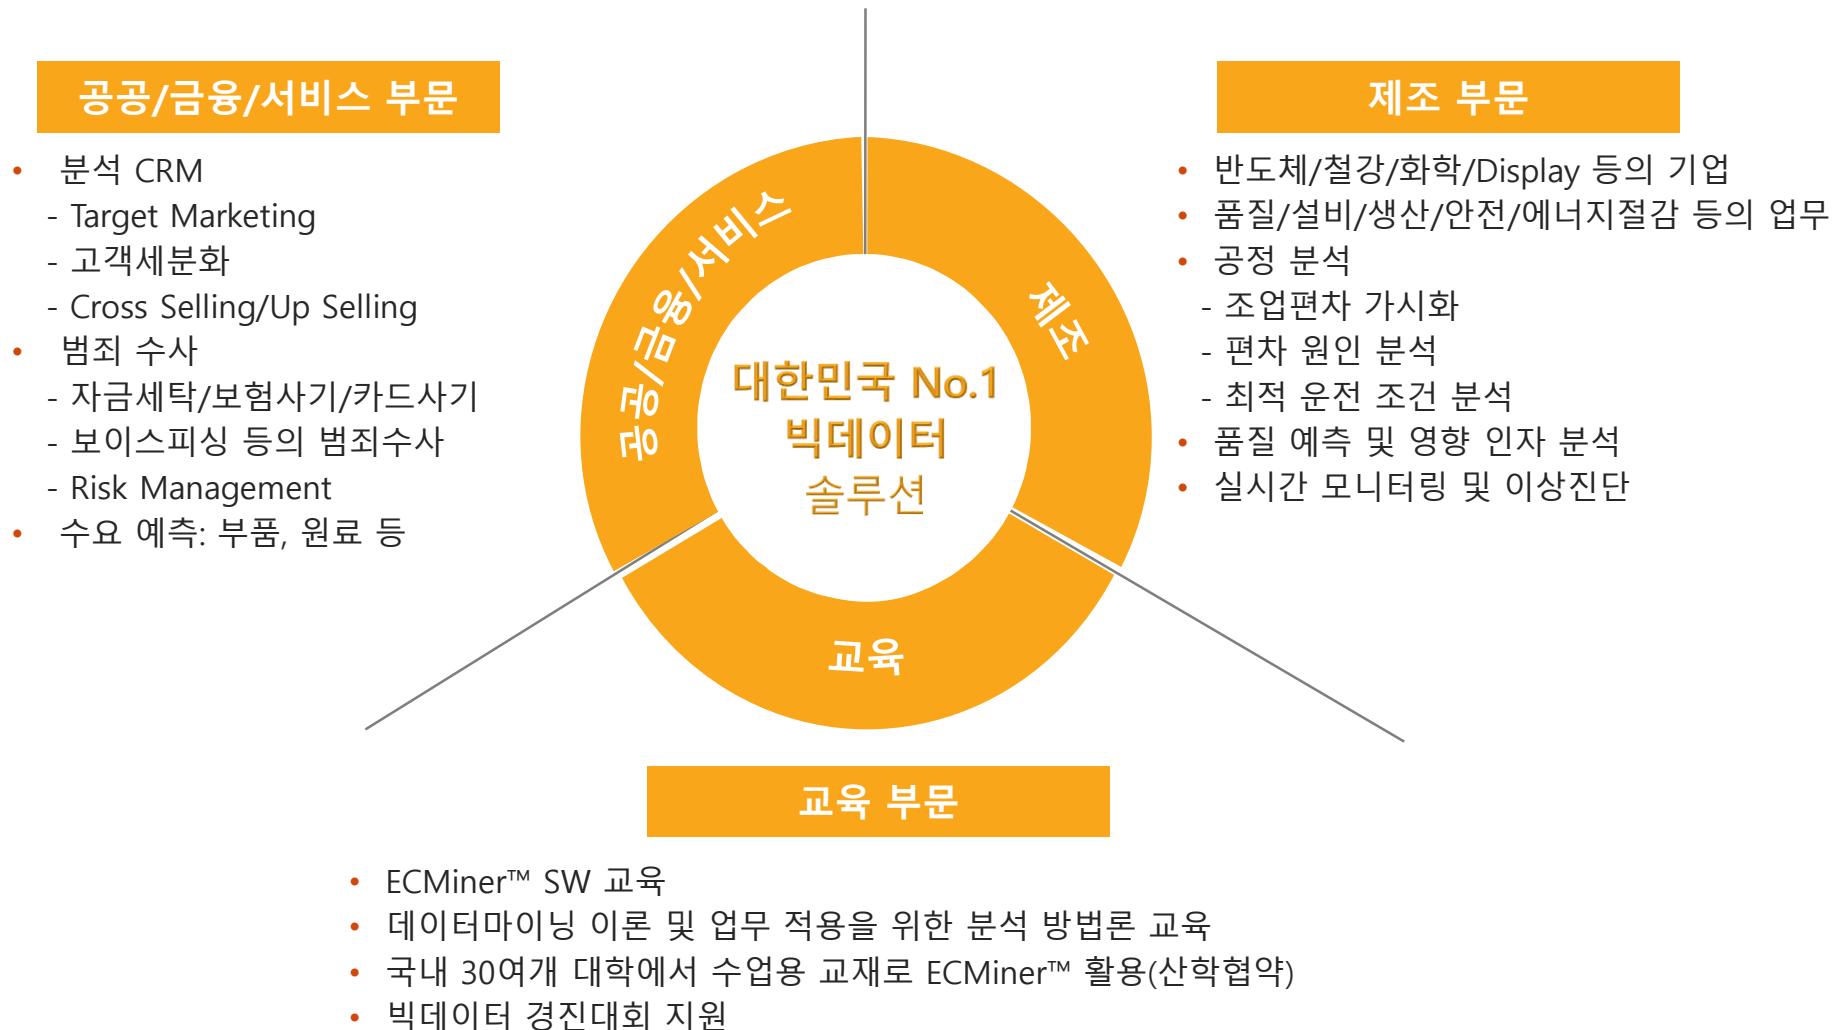 공공/금융/서비스 부문
• 분석 CRM
- Target Marketing
- 고객세분화
- Cross Selling/Up Selling
• 범죄 수사
- 자금세탁/보험사기/카드사기
- 보이스피싱 등의 범죄수사
- Risk Management
• 수요 예측: 부품, 원료 등
제조 부문
• 반도체/철강/화학/Display 등의 기업
• 품질/설비/생산/안전/에너지절감 등의 업무
• 공정 분석
- 조업편차 가시화
- 편차 원인 분석
- 최적 운전 조건 분석
• 품질 예측 및 영향 인자 분석
• 실시간 모니터링 및 이상진단
공공/금융/서비스
제조
대한민국 No.1
빅데이터
솔루션
교육
교육 부문
• ECMiner™ SW 교육
• 데이터마이닝 이론 및 업무 적용을 위한 분석 방법론 교육
• 국내 30여개 대학에서 수업용 교재로 ECMiner™ 활용(산학협약)
• 빅데이터 경진대회 지원